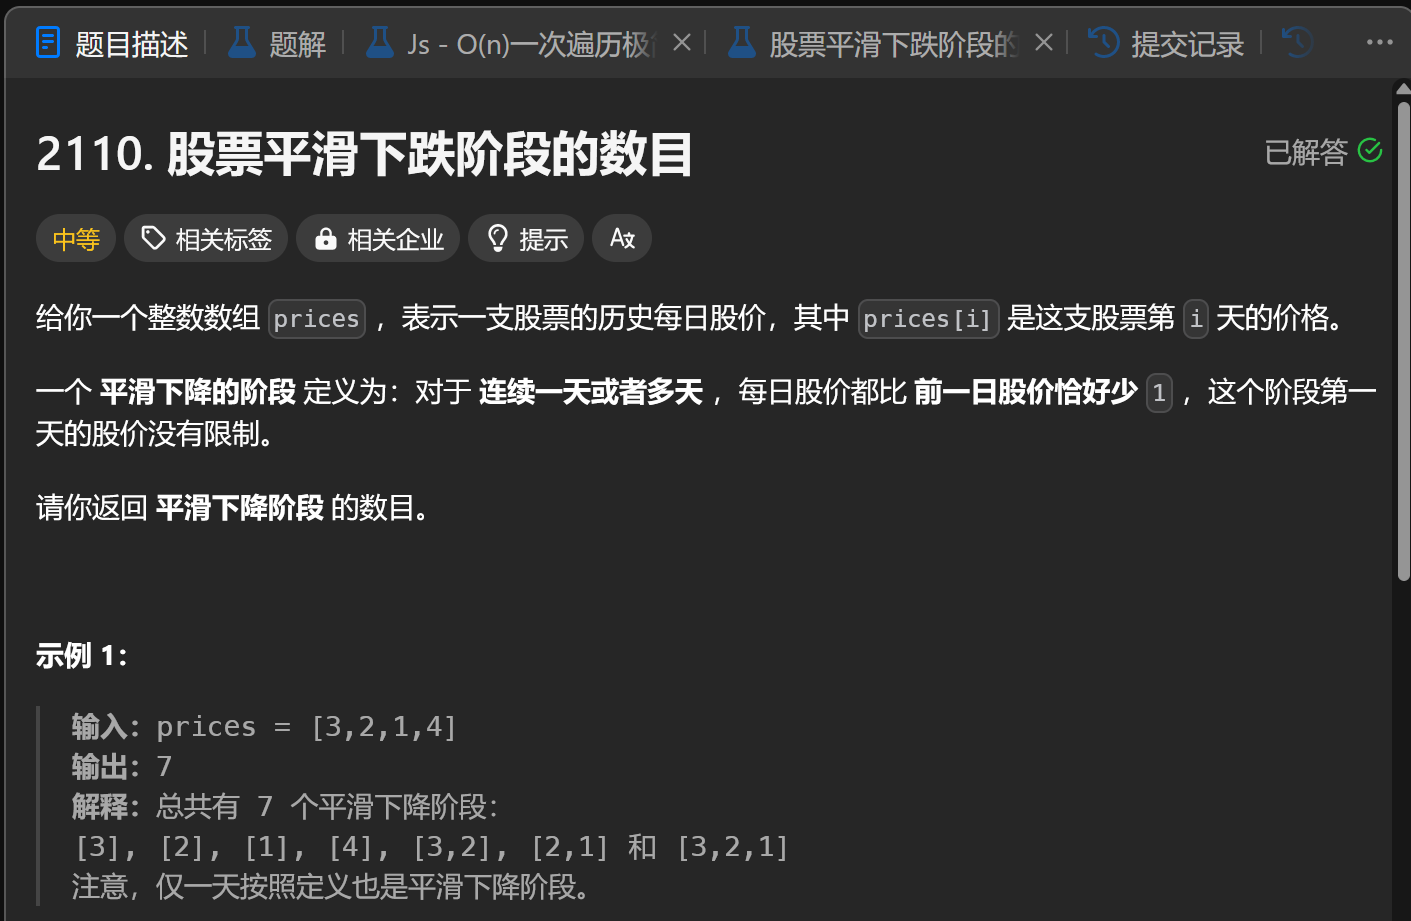 题目描述 题解 Js - O(n)一次遍历极 股票平滑下跌阶段的 提交记录
2110. 股票平滑下跌阶段的数目 已解答
中等 相关标签 相关企业 提示
给你一个整数数组 prices ，表示一支股票的历史每日股价，其中 prices[i] 是这支股票第 i 天的价格。
一个 平滑下降的阶段 定义为：对于 连续一天或者多天 ，每日股价都比 前一日股价恰好少 1 ，这个阶段第一
天的股价没有限制。
请你返回 平滑下降阶段 的数目。
示例 1：
输入：prices = [3,2,1,4]
输出：7
解释：总共有 7 个平滑下降阶段：
[3], [2], [1], [4], [3,2], [2,1] 和 [3,2,1]
注意，仅一天按照定义也是平滑下降阶段。